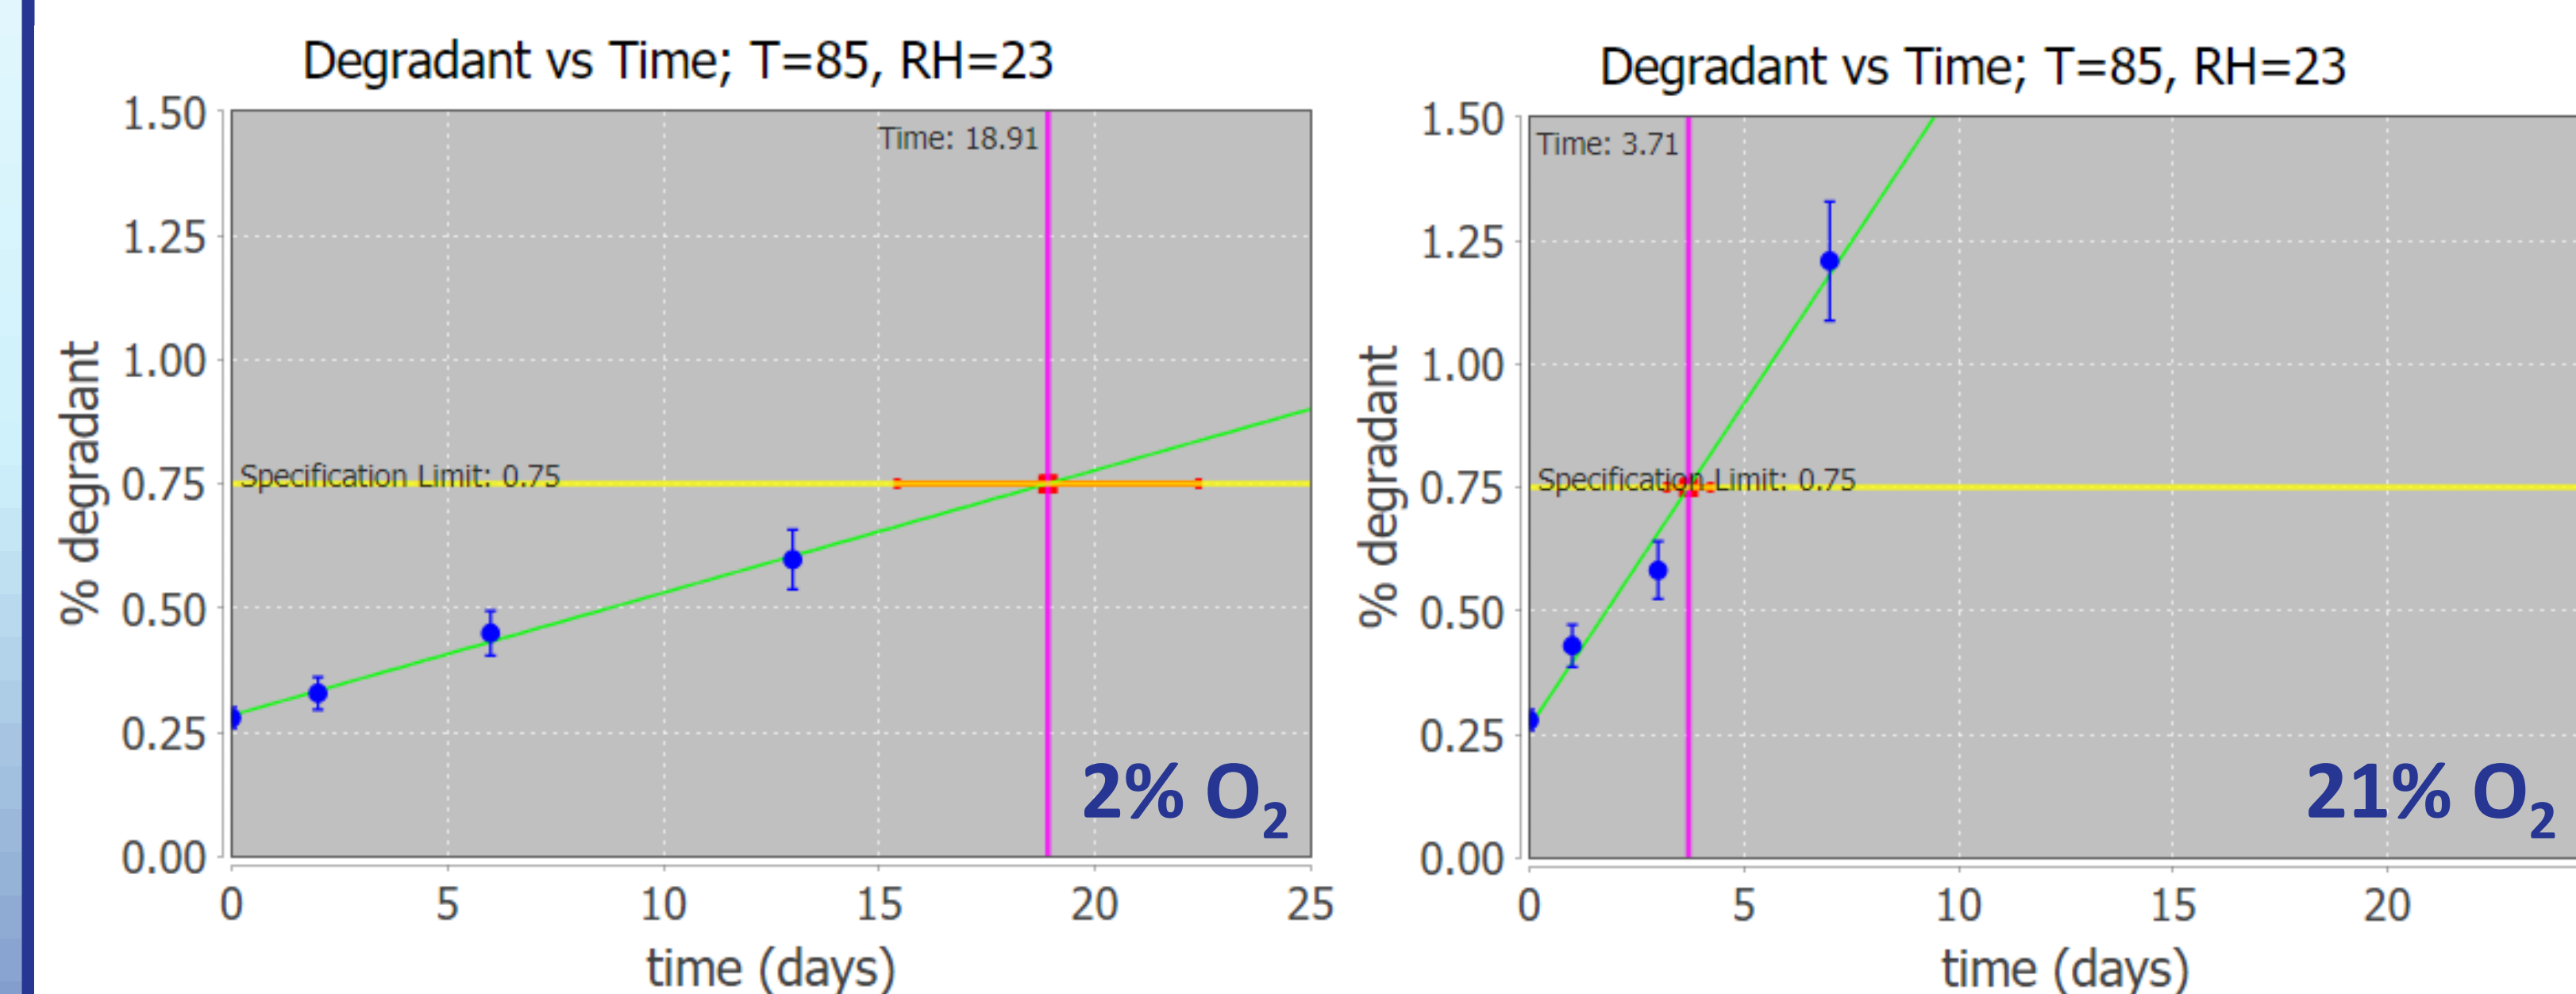 Degradant vs Time; T=85, RH=23
1.50
1.25
1.00
0.75
0.50
0.25
0.00
% degradant
Time: 18.91
Specification Limit: 0.75
2% O₂
0 5 10 15 20 25
time (days)
Degradant vs Time; T=85, RH=23
1.50
1.25
1.00
0.75
0.50
0.25
0.00
% degradant
Time: 3.71
Specification Limit: 0.75
21% O₂
0 5 10 15 20
time (days)